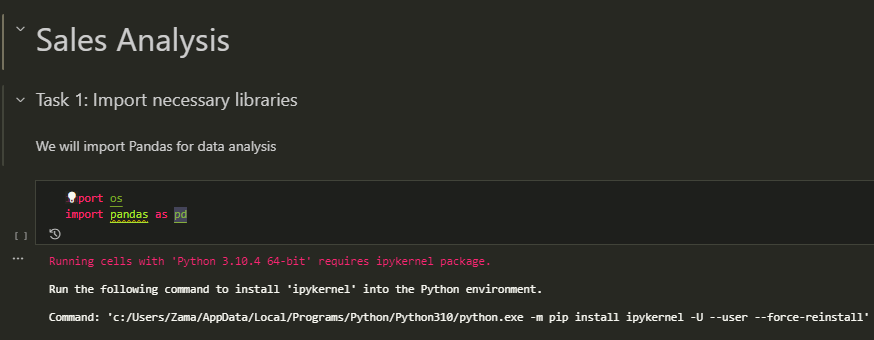 Sales Analysis
Task 1: Import necessary libraries
We will import Pandas for data analysis
port os
import pandas as pd
[ ]
Running cells with 'Python 3.10.4 64-bit' requires ipykernel package.
Run the following command to install 'ipykernel' into the Python environment.
Command: 'c:/Users/Zama/AppData/Local/Programs/Python/Python310/python.exe -m pip install ipykernel -U --user --force-reinstall'